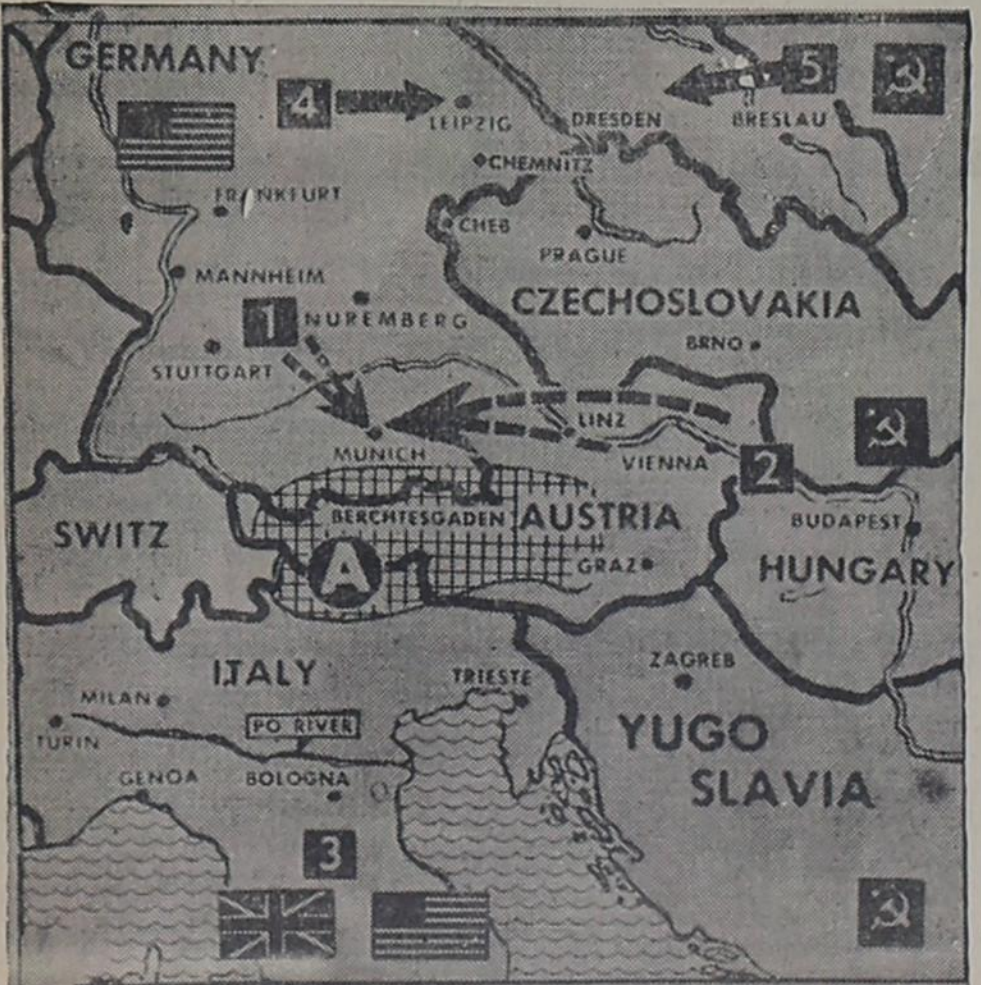 GERMANY
4
5
LEIPZIG
DRESDEN
BRESLAU
CHEMNITZ
FRANKFURT
CHEB
PRAGUE
MANNHEIM
CZECHOSLOVAKIA
1
NUREMBERG
BRNO
STUTTGART
LINZ
MUNICH
VIENNA
2
SWITZ
BERCHTESGADEN
AUSTRIA
BUDAPEST
A
GRAZ
HUNGARY
ITALY
TRIESTE
ZAGREB
MILAN
PO RIVER
TURIN
YUGO
SLAVIA
GENOA
BOLOGNA
3